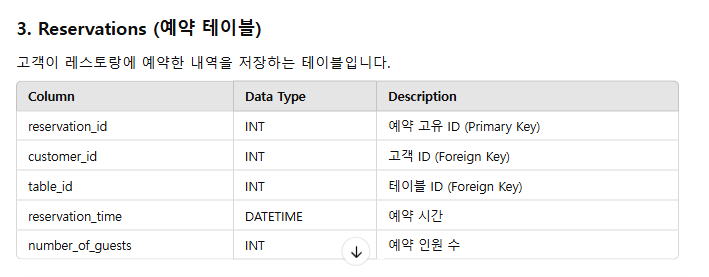 3. Reservations (예약 테이블)
고객이 레스토랑에 예약한 내역을 저장하는 테이블입니다.
Column Data Type Description
reservation_id INT 예약 고유 ID (Primary Key)
customer_id INT 고객 ID (Foreign Key)
table_id INT 테이블 ID (Foreign Key)
reservation_time DATETIME 예약 시간
number_of_guests INT 예약 인원 수